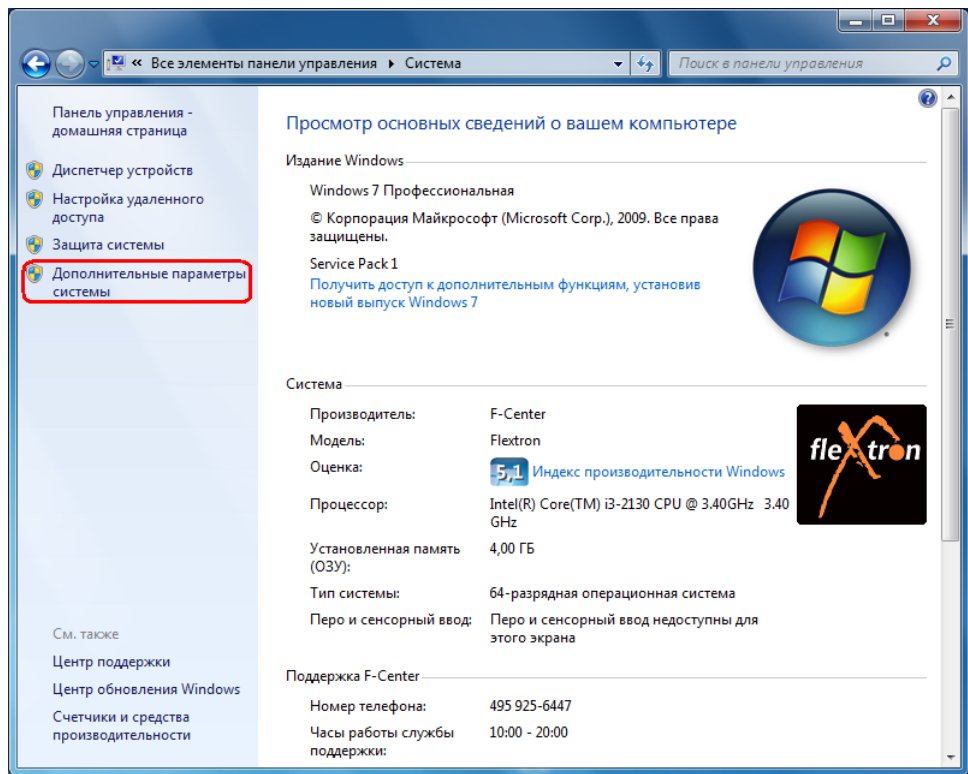 « Все элементы панели управления ▸ Система
Поиск в панели управления
Панель управления -
домашняя страница
Диспетчер устройств
Настройка удаленного
доступа
Защита системы
Дополнительные параметры
системы
См. также
Центр поддержки
Центр обновления Windows
Счетчики и средства
производительности
Просмотр основных сведений о вашем компьютере
Издание Windows
Windows 7 Профессиональная
© Корпорация Майкрософт (Microsoft Corp.), 2009. Все права
защищены.
Service Pack 1
Получить доступ к дополнительным функциям, установив
новый выпуск Windows 7
Система
Производитель: F-Center
Модель: Flextron
Оценка: 5,1 Индекс производительности Windows
Процессор: Intel(R) Core(TM) i3-2130 CPU @ 3.40GHz 3.40
GHz
Установленная память 4,00 ГБ
(ОЗУ):
Тип системы: 64-разрядная операционная система
Перо и сенсорный ввод: Перо и сенсорный ввод недоступны для
этого экрана
flextron
Поддержка F-Center
Номер телефона: 495 925-6447
Часы работы службы 10:00 - 20:00
поддержки: